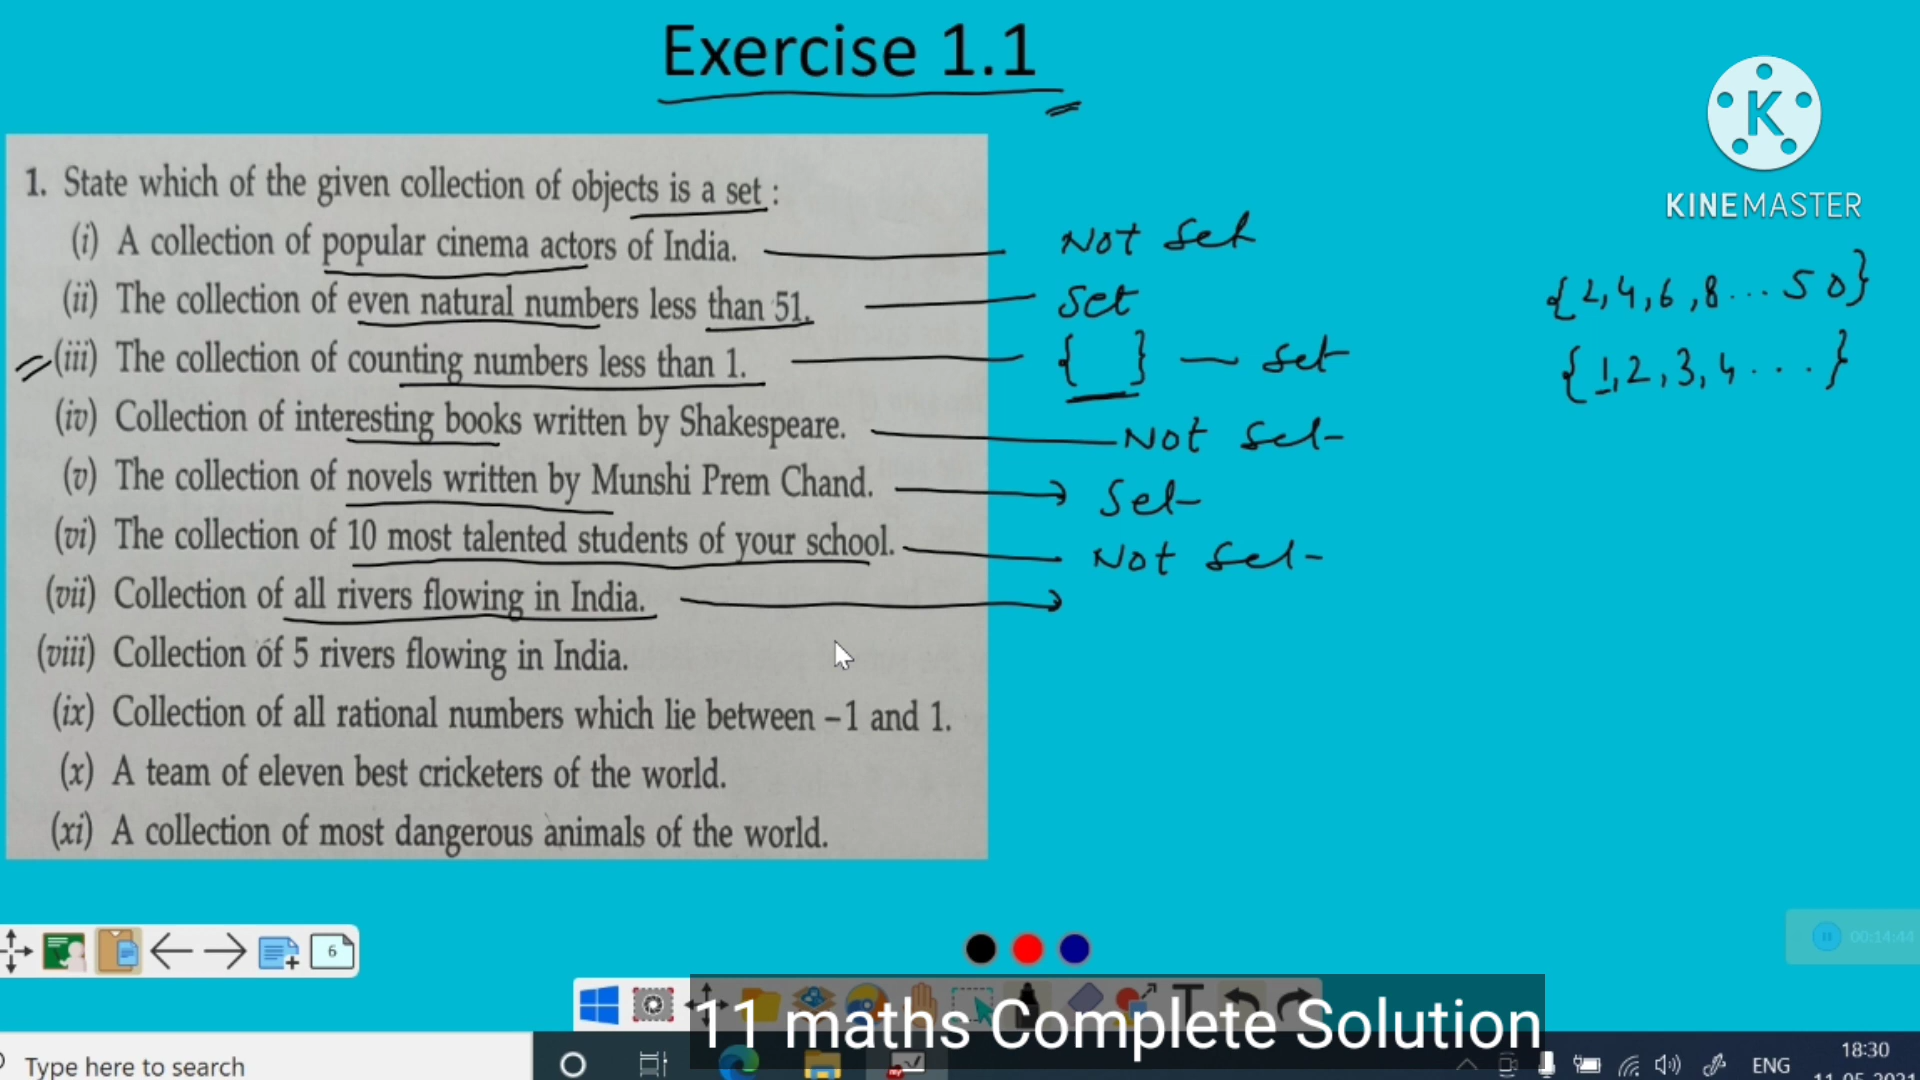 Exercise 1.1
KINEMASTER
1. State which of the given collection of objects is a set :
(i) A collection of popular cinema actors of India.
Not Set
(ii) The collection of even natural numbers less than 51.
Set
{2,4,6,8...50}
(iii) The collection of counting numbers less than 1.
{ } — Set
{1,2,3,4....}
(iv) Collection of interesting books written by Shakespeare.
Not Set
(v) The collection of novels written by Munshi Prem Chand.
Set
(vi) The collection of 10 most talented students of your school.
Not Set
(vii) Collection of all rivers flowing in India.
(viii) Collection of 5 rivers flowing in India.
(ix) Collection of all rational numbers which lie between –1 and 1.
(x) A team of eleven best cricketers of the world.
(xi) A collection of most dangerous animals of the world.
6
00:14:44
11 maths Complete Solution
Type here to search
ENG
18:30
11-05-2021